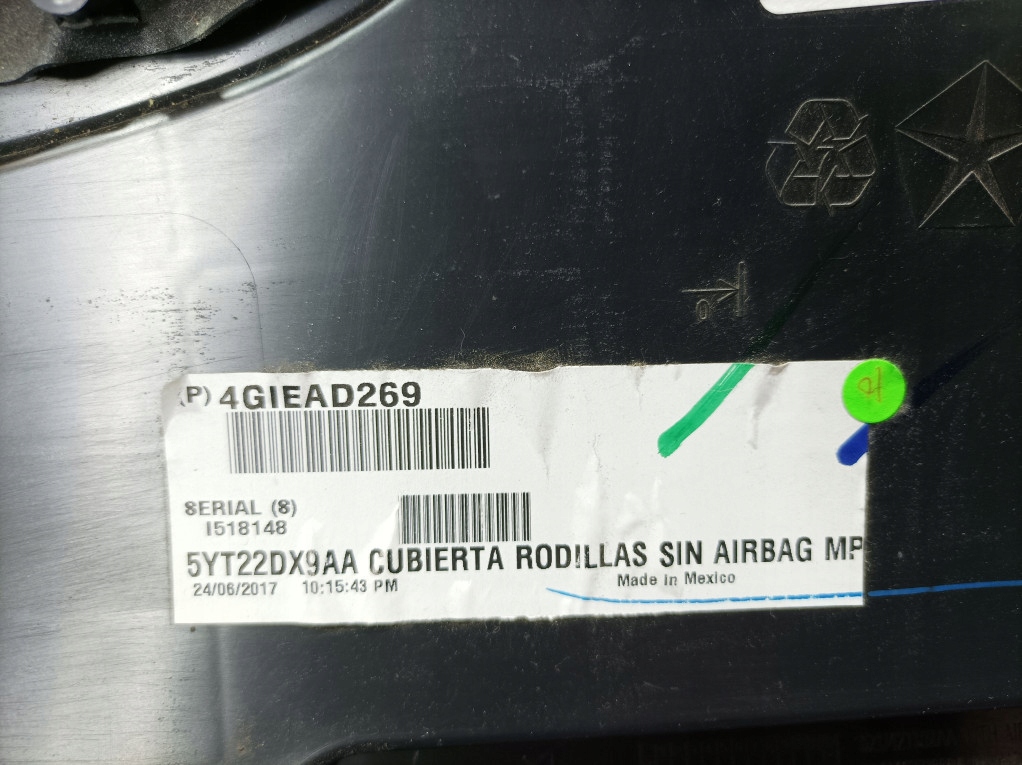 (P) 4GIEAD269
SERIAL (8)
I518148
5YT22DX9AA CUBIERTA RODILLAS SIN AIRBAG MP
24/06/2017 10:15:43 PM
Made in Mexico